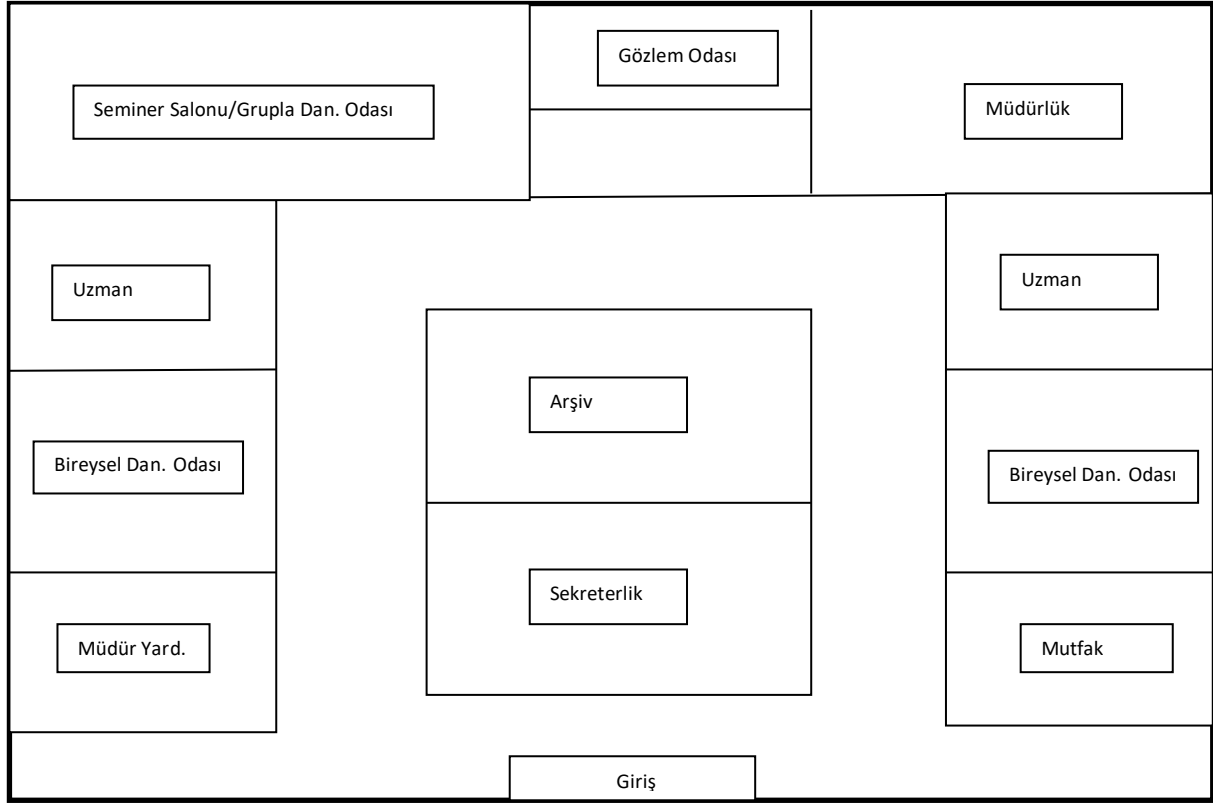 Gözlem Odası
Seminer Salonu/Grupla Dan. Odası
Müdürlük
Uzman
Uzman
Arşiv
Bireysel Dan. Odası
Bireysel Dan. Odası
Sekreterlik
Müdür Yard.
Mutfak
Giriş